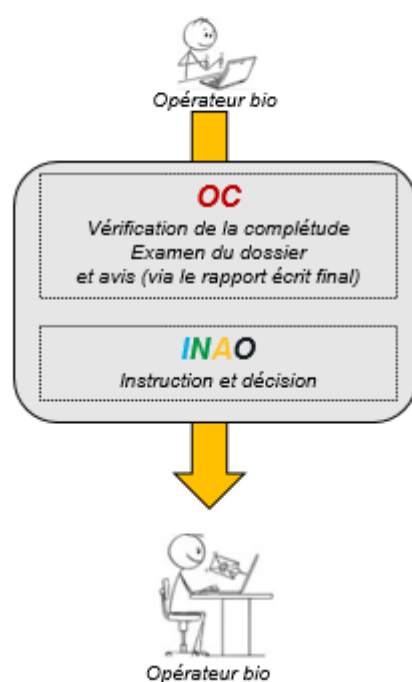 Opérateur bio
OC
Vérification de la complétude
Examen du dossier
et avis (via le rapport écrit final)
INAO
Instruction et décision
Opérateur bio